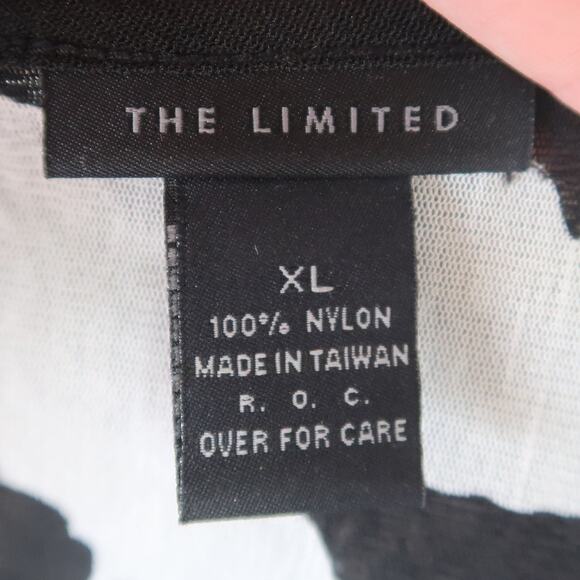 THE LIMITED
XL
100% NYLON
MADE IN TAIWAN
R. O. C.
OVER FOR CARE